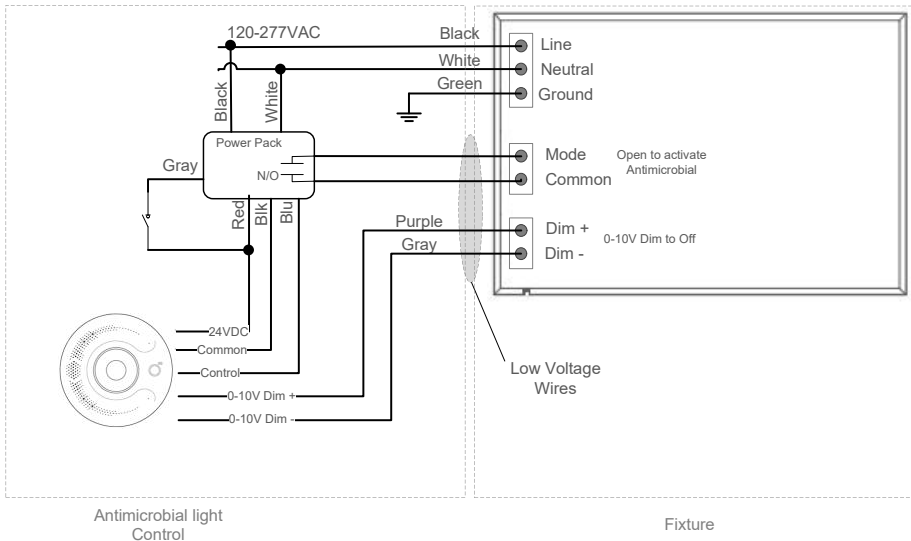 120-277VAC
Black
White
Green
Line
Neutral
Ground
Black
White
Power Pack
N/O
Gray
Red
Blk
Blu
Mode
Common
Open to activate
Antimicrobial
Purple
Gray
Dim +
Dim -
0-10V Dim to Off
24VDC
Common
Control
0-10V Dim +
0-10V Dim -
Low Voltage
Wires
Antimicrobial light
Control
Fixture